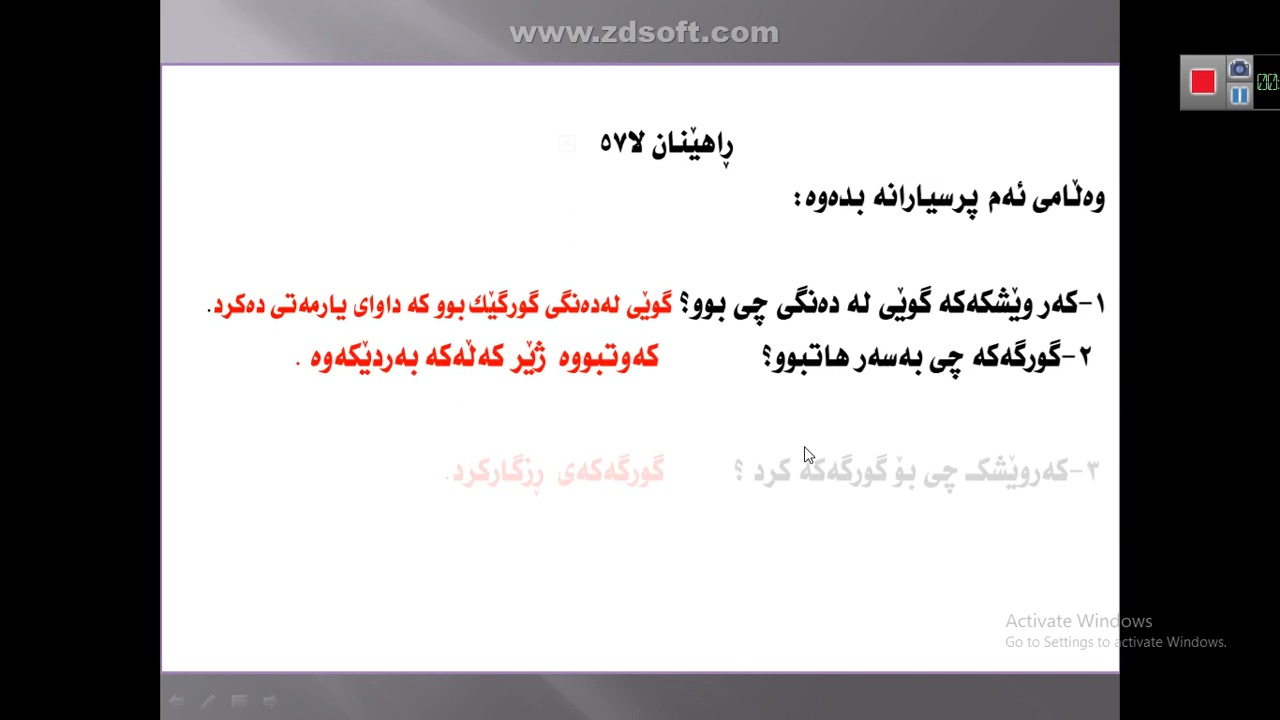 www.zdsoft.com
ڕاهێنان لا٥٧
وەڵامی ئەم پرسیارانە بدەوە:
١-کەر وێشکەکە گوێی لە دەنگی چی بوو؟ گوێی لەدەنگی گورگێك بوو کە داوای یارمەتی دەکرد.
٢-گورگەکە چی بەسەر هاتبوو؟ کەوتبووە ژێر کەڵەکە بەردێکەوە .
٣-کەروێشک چی بۆ گورگەکە کرد ؟ گورگەکەی ڕزگارکرد.
Activate Windows
Go to Settings to activate Windows.